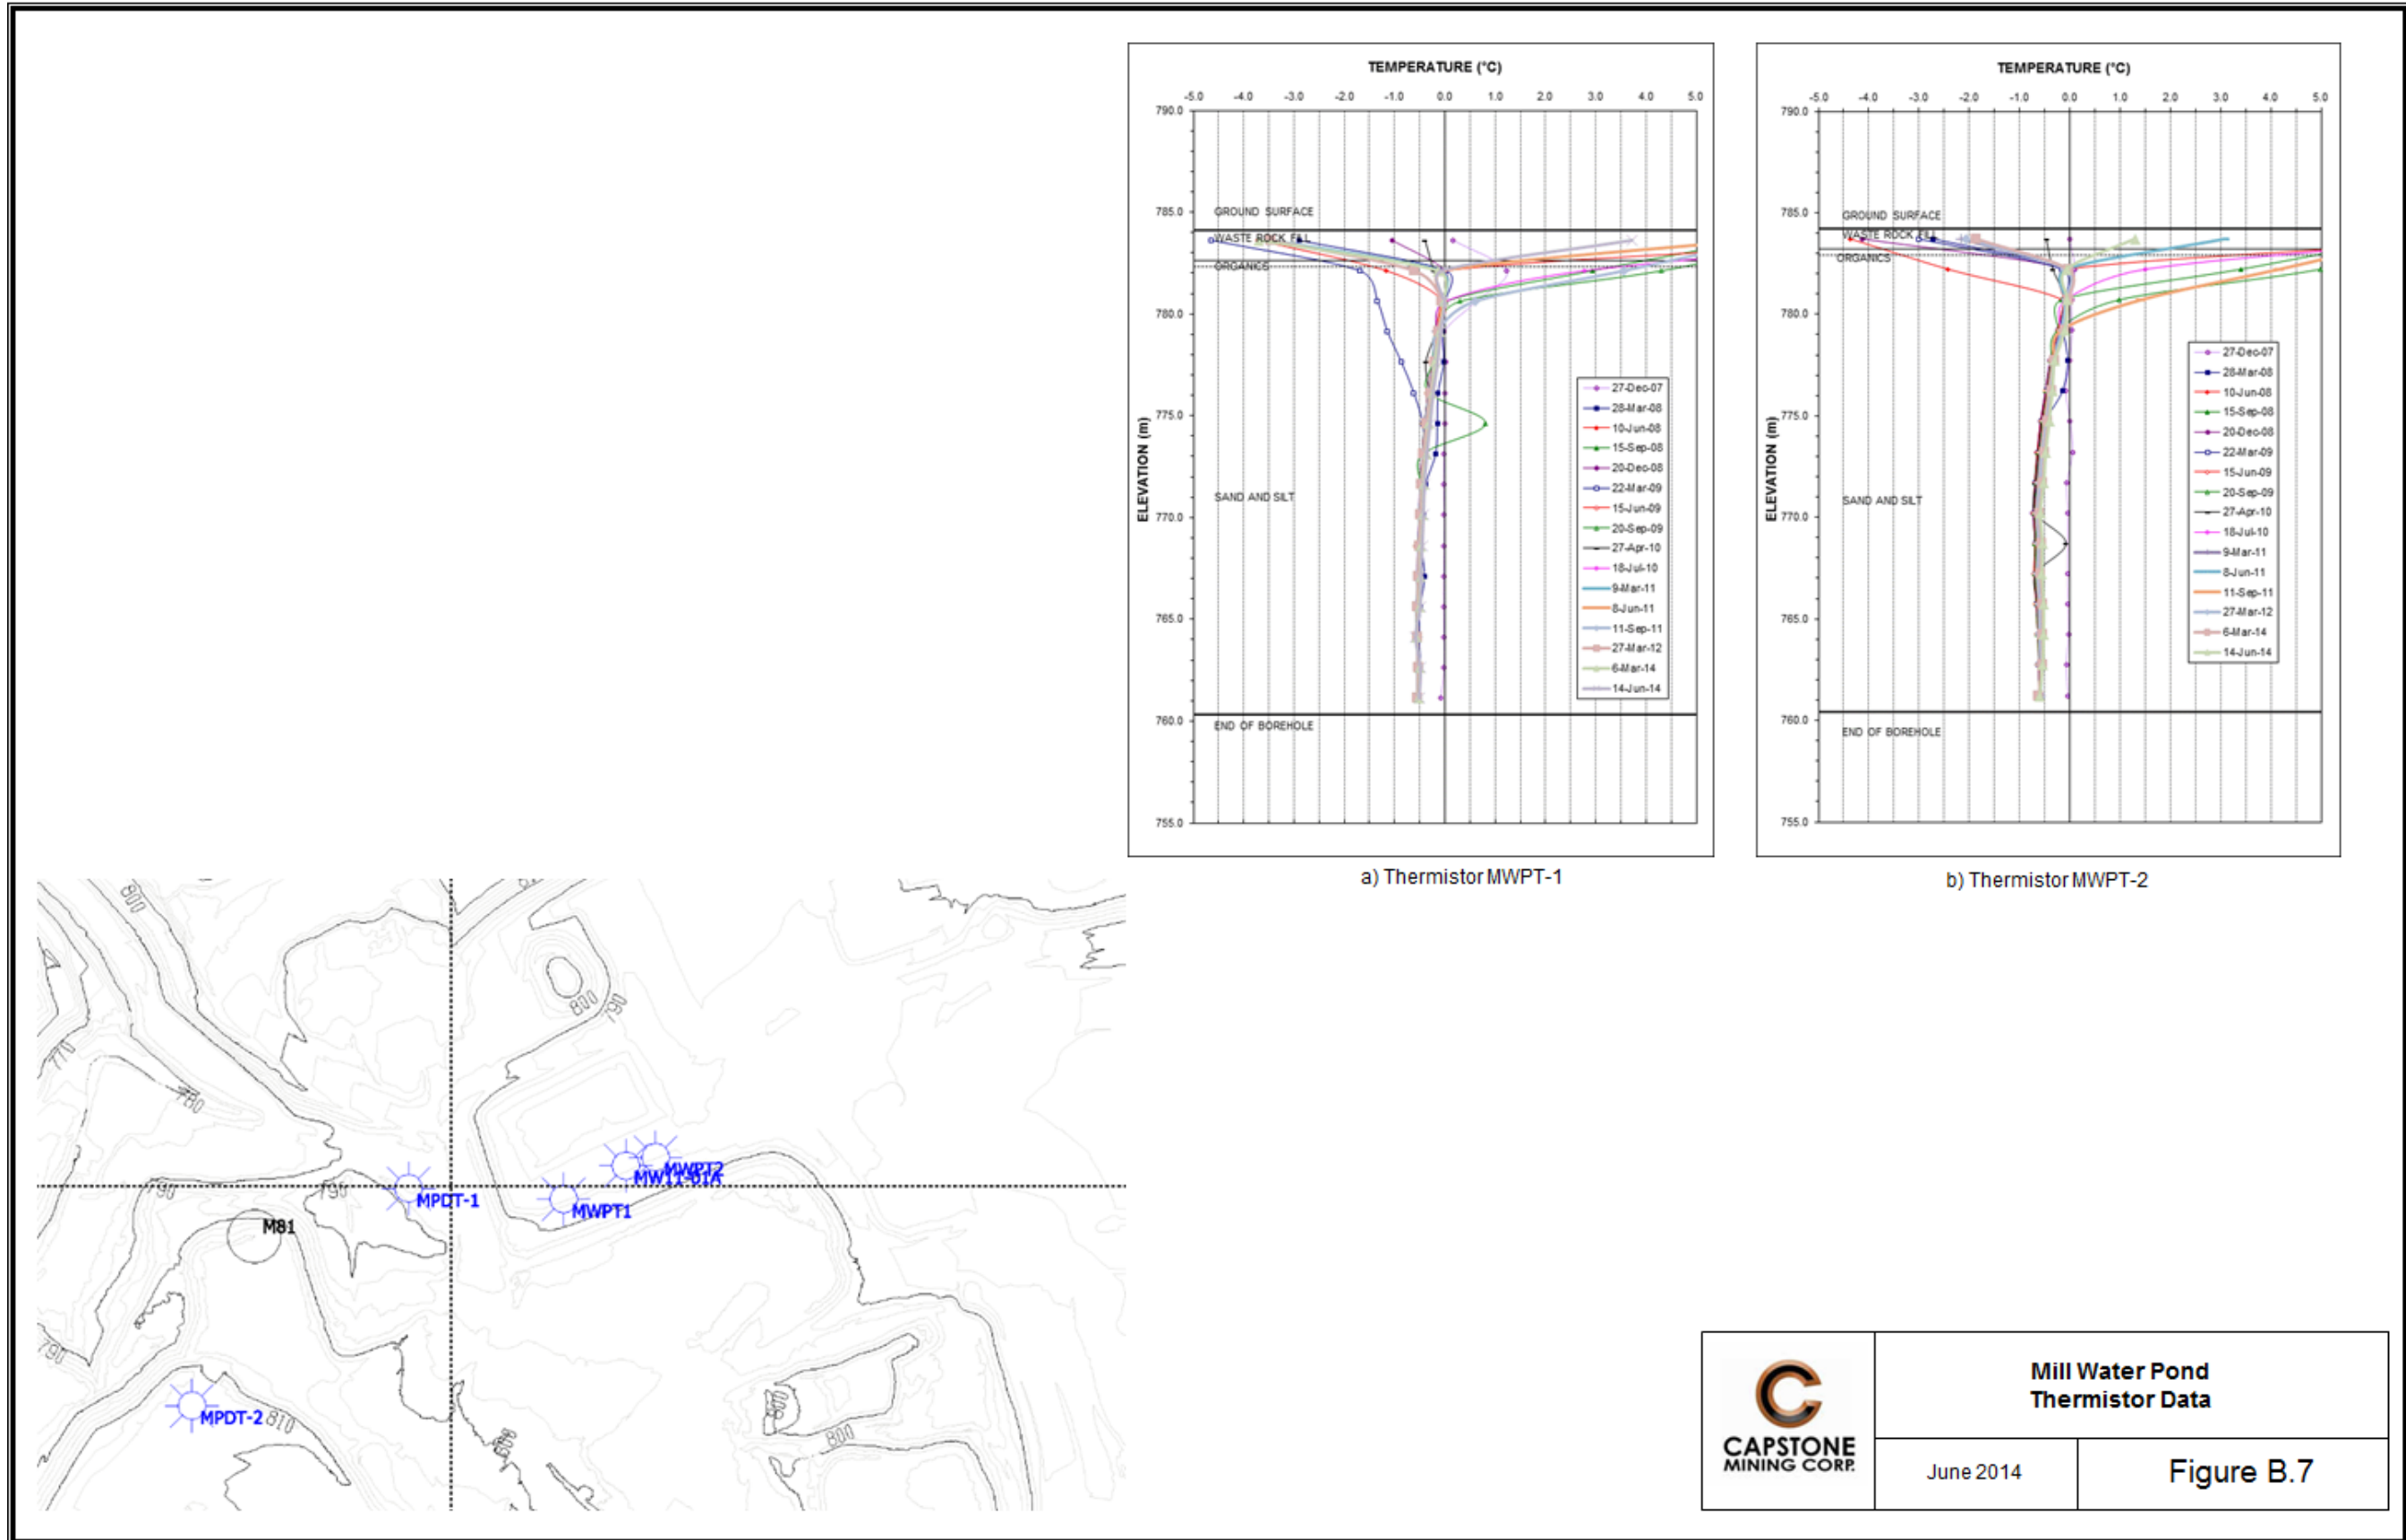 TEMPERATURE (°C)
-5.0 -4.0 -3.0 -2.0 -1.0 0.0 1.0 2.0 3.0 4.0 5.0
790.0
785.0
780.0
775.0
770.0
765.0
760.0
755.0
ELEVATION (m)
GROUND SURFACE
WASTE ROCK FILL
ORGANICS
SAND AND SILT
END OF BOREHOLE
27-Dec-07
28-Mar-08
10-Jun-08
15-Sep-08
20-Dec-08
22-Mar-09
15-Jun-09
20-Sep-09
27-Apr-10
18-Jul-10
9-Mar-11
8-Jun-11
11-Sep-11
27-Mar-12
6-Mar-14
14-Jun-14
a) Thermistor MWPT-1
TEMPERATURE (°C)
-5.0 -4.0 -3.0 -2.0 -1.0 0.0 1.0 2.0 3.0 4.0 5.0
790.0
785.0
780.0
775.0
770.0
765.0
760.0
755.0
ELEVATION (m)
GROUND SURFACE
WASTE ROCK FILL
ORGANICS
SAND AND SILT
END OF BOREHOLE
27-Dec-07
28-Mar-08
10-Jun-08
15-Sep-08
20-Dec-08
22-Mar-09
15-Jun-09
20-Sep-09
27-Apr-10
18-Jul-10
9-Mar-11
8-Jun-11
11-Sep-11
27-Mar-12
6-Mar-14
14-Jun-14
b) Thermistor MWPT-2
800
800
790
770
780
790
790
MWPT2
MW11-01A
MPDT-1
MWPT1
M81
790
MPDT-2
810
800
800
CAPSTONE
MINING CORP.
Mill Water Pond
Thermistor Data
June 2014
Figure B.7